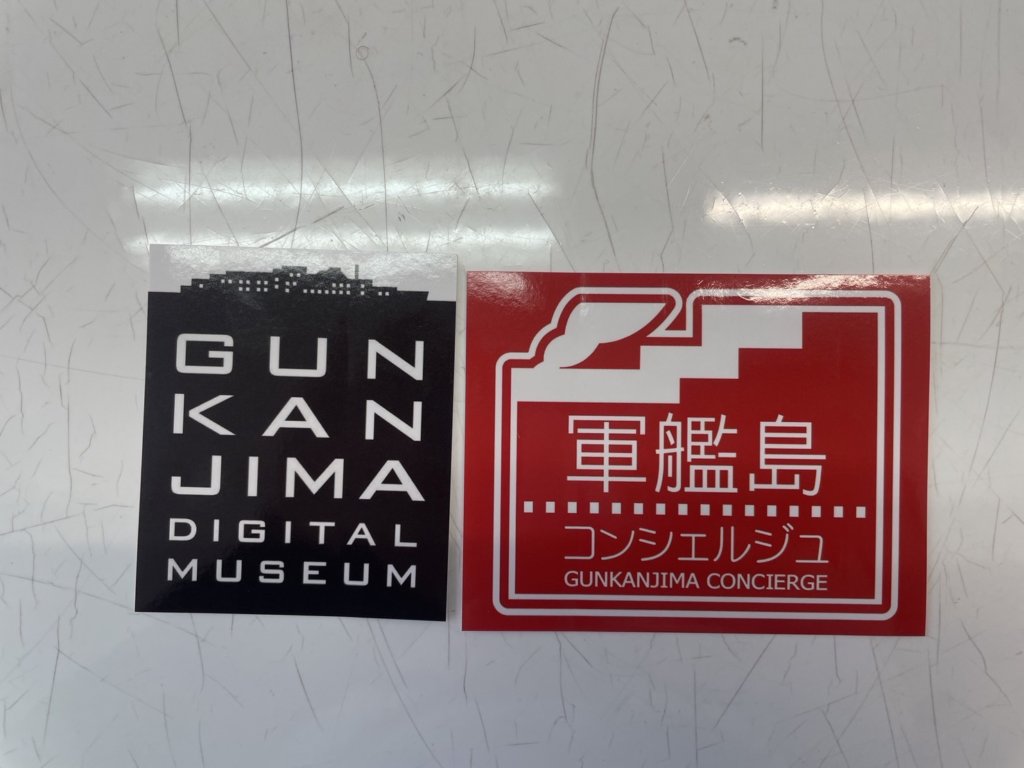 GUN
KAN
JIMA
DIGITAL
MUSEUM
軍艦島
コンシェルジュ
GUNKANJIMA CONCIERGE